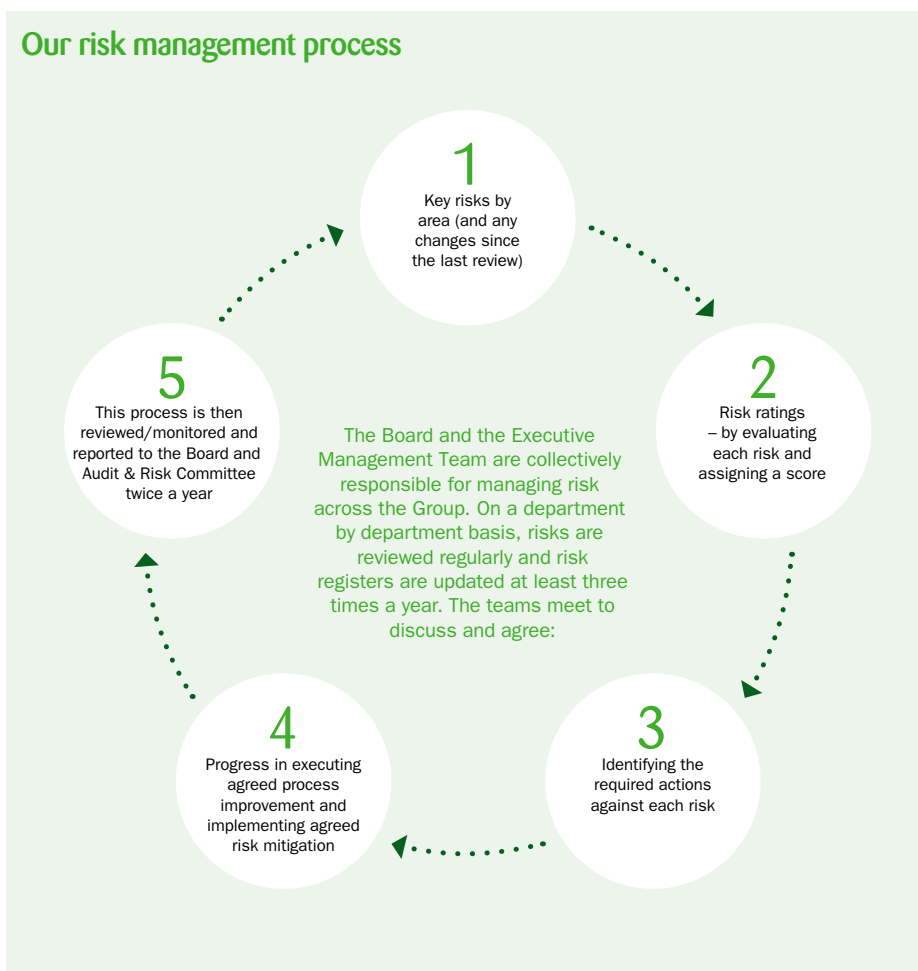 Our risk management process
1
Key risks by
area (and any
changes since
the last review)
2
Risk ratings
– by evaluating
each risk and
assigning a score
3
Identifying the
required actions
against each risk
4
Progress in executing
agreed process
improvement and
implementing agreed
risk mitigation
5
This process is then
reviewed/monitored and
reported to the Board and
Audit & Risk Committee
twice a year
The Board and the Executive
Management Team are collectively
responsible for managing risk
across the Group. On a department
by department basis, risks are
reviewed regularly and risk
registers are updated at least three
times a year. The teams meet to
discuss and agree: